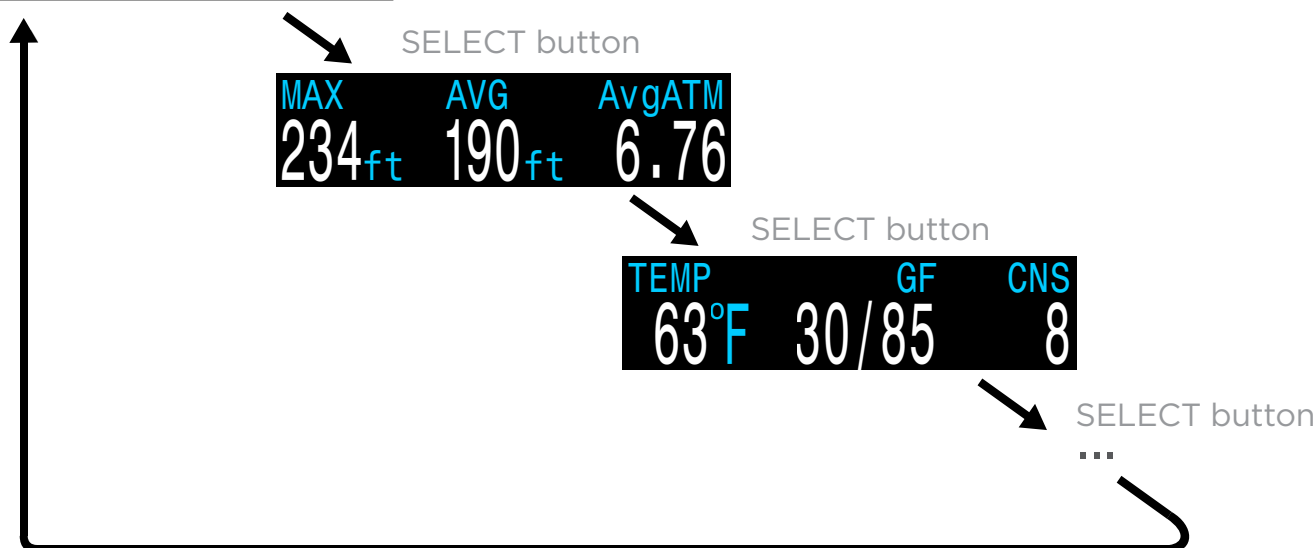 SELECT button
MAX AVG AvgATM
234ft 190ft 6.76
SELECT button
TEMP GF CNS
63°F 30/85 8
SELECT button
...